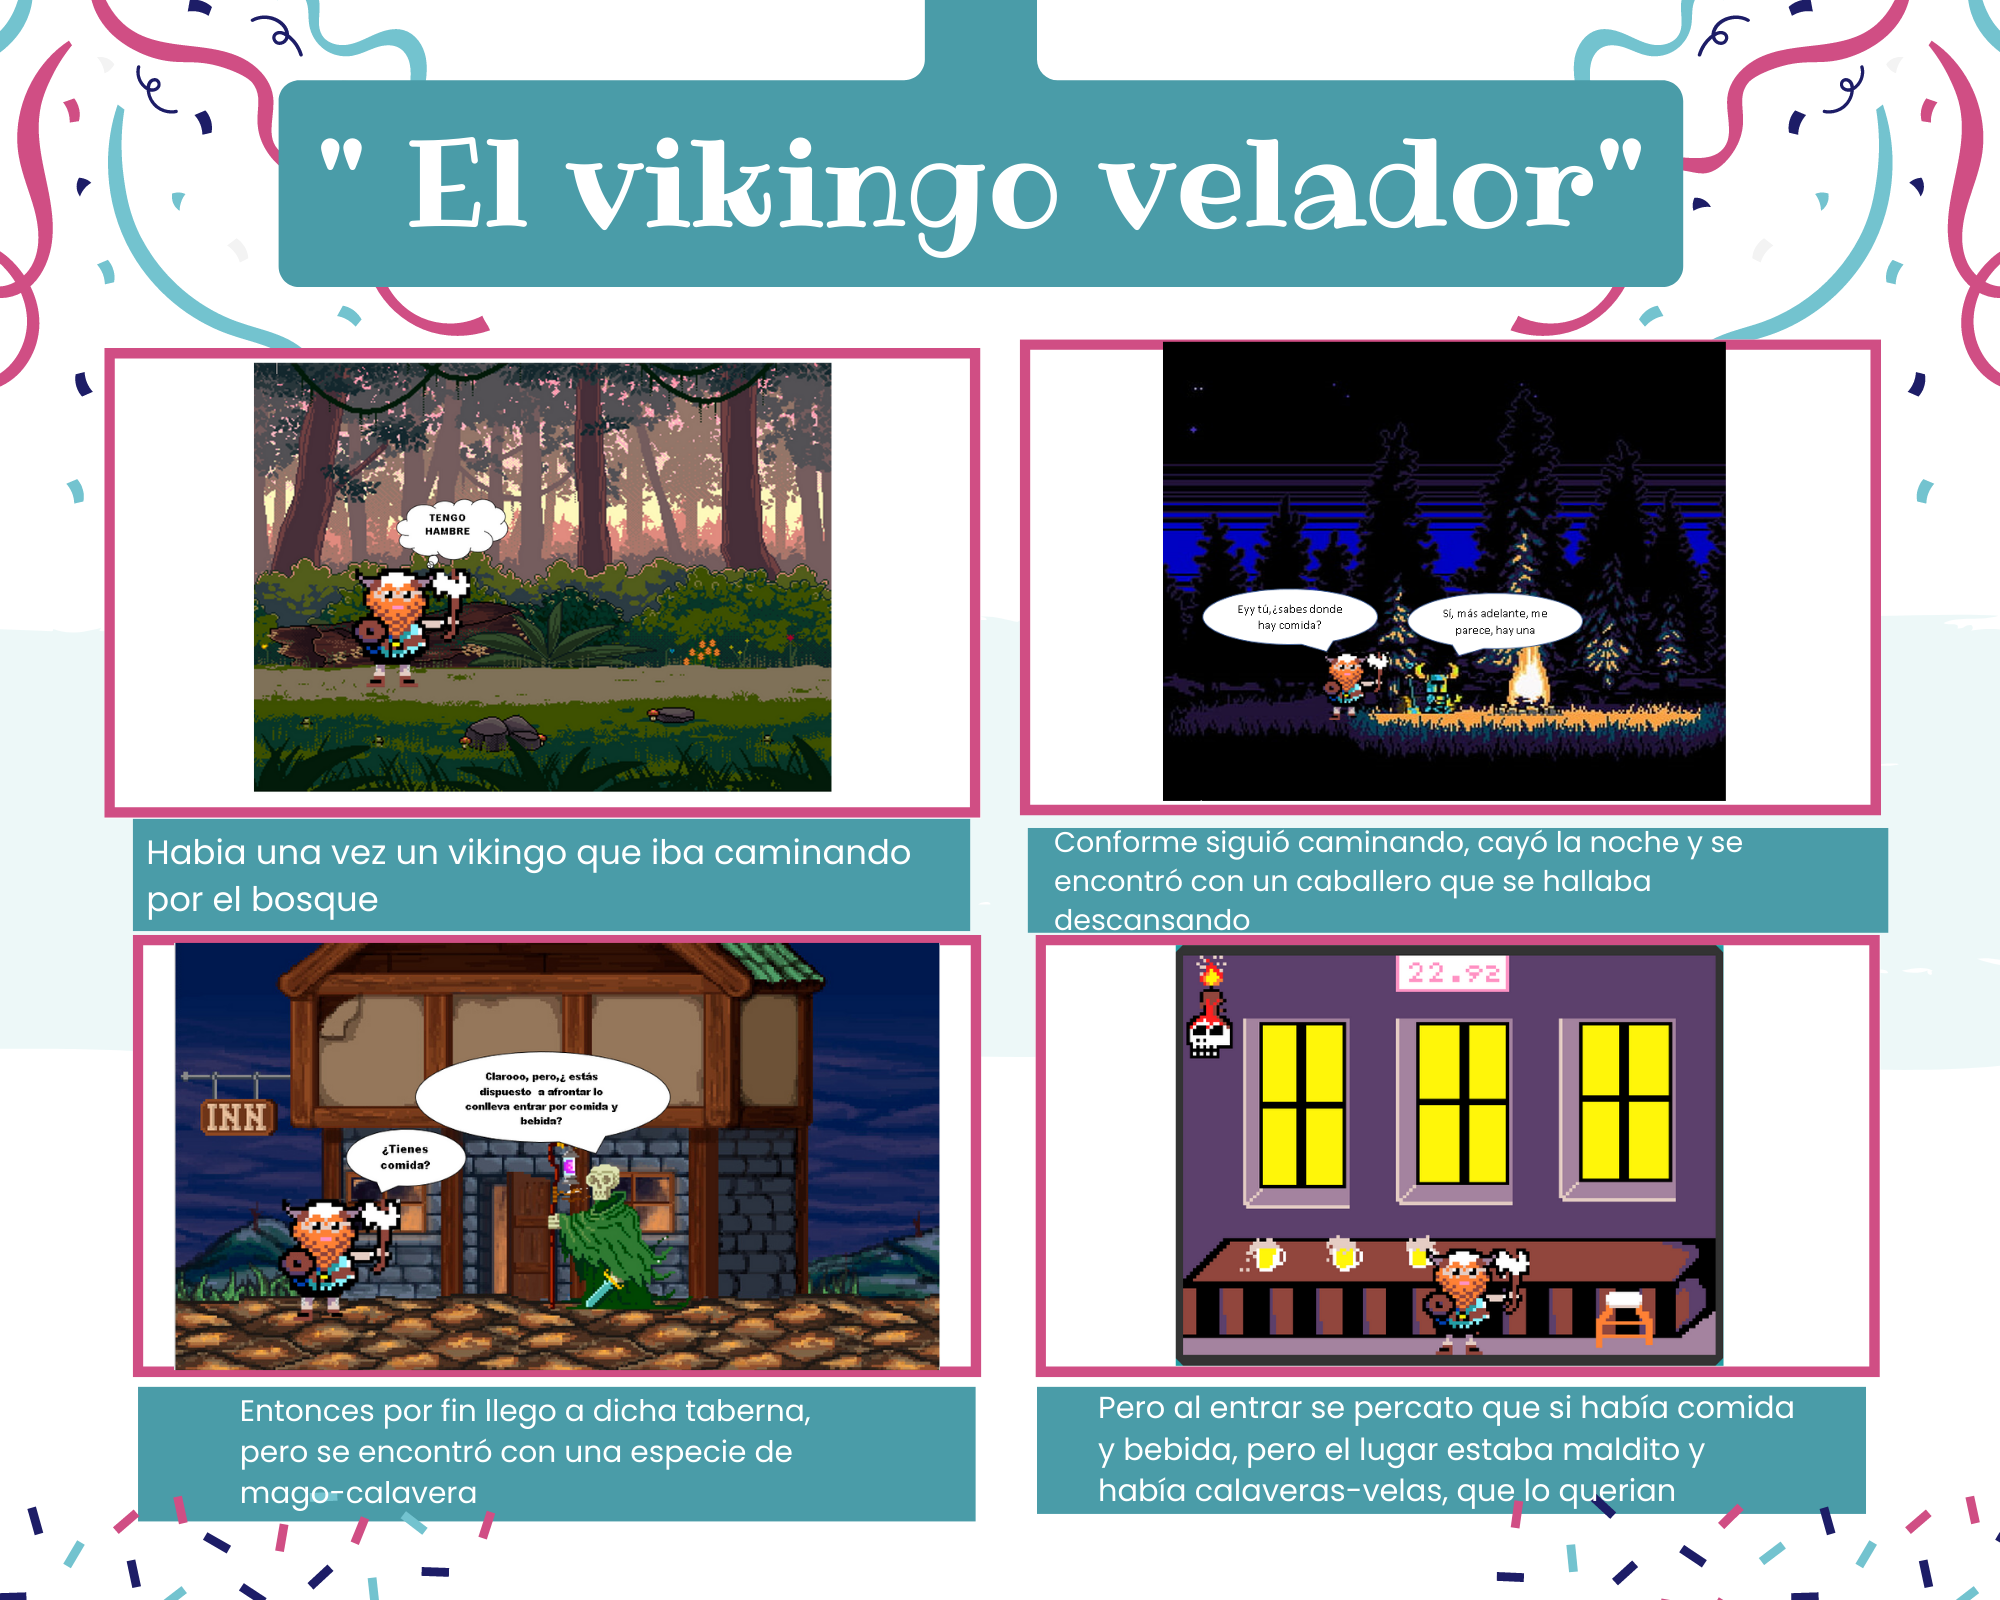 " El vikingo velador"
TENGO
HAMBRE
Habia una vez un vikingo que iba caminando
por el bosque
Eyy tú,¿sabes donde
hay comida?
Sí, más adelante, me
parece, hay una
Conforme siguió caminando, cayó la noche y se
encontró con un caballero que se hallaba
descansando
INN
¿Tienes
comida?
Clarooo, pero,¿ estás
dispuesto a afrontar lo
conlleva entrar por comida y
bebida?
Entonces por fin llego a dicha taberna,
pero se encontró con una especie de
mago-calavera
22.92
Pero al entrar se percato que si había comida
y bebida, pero el lugar estaba maldito y
había calaveras-velas, que lo querian